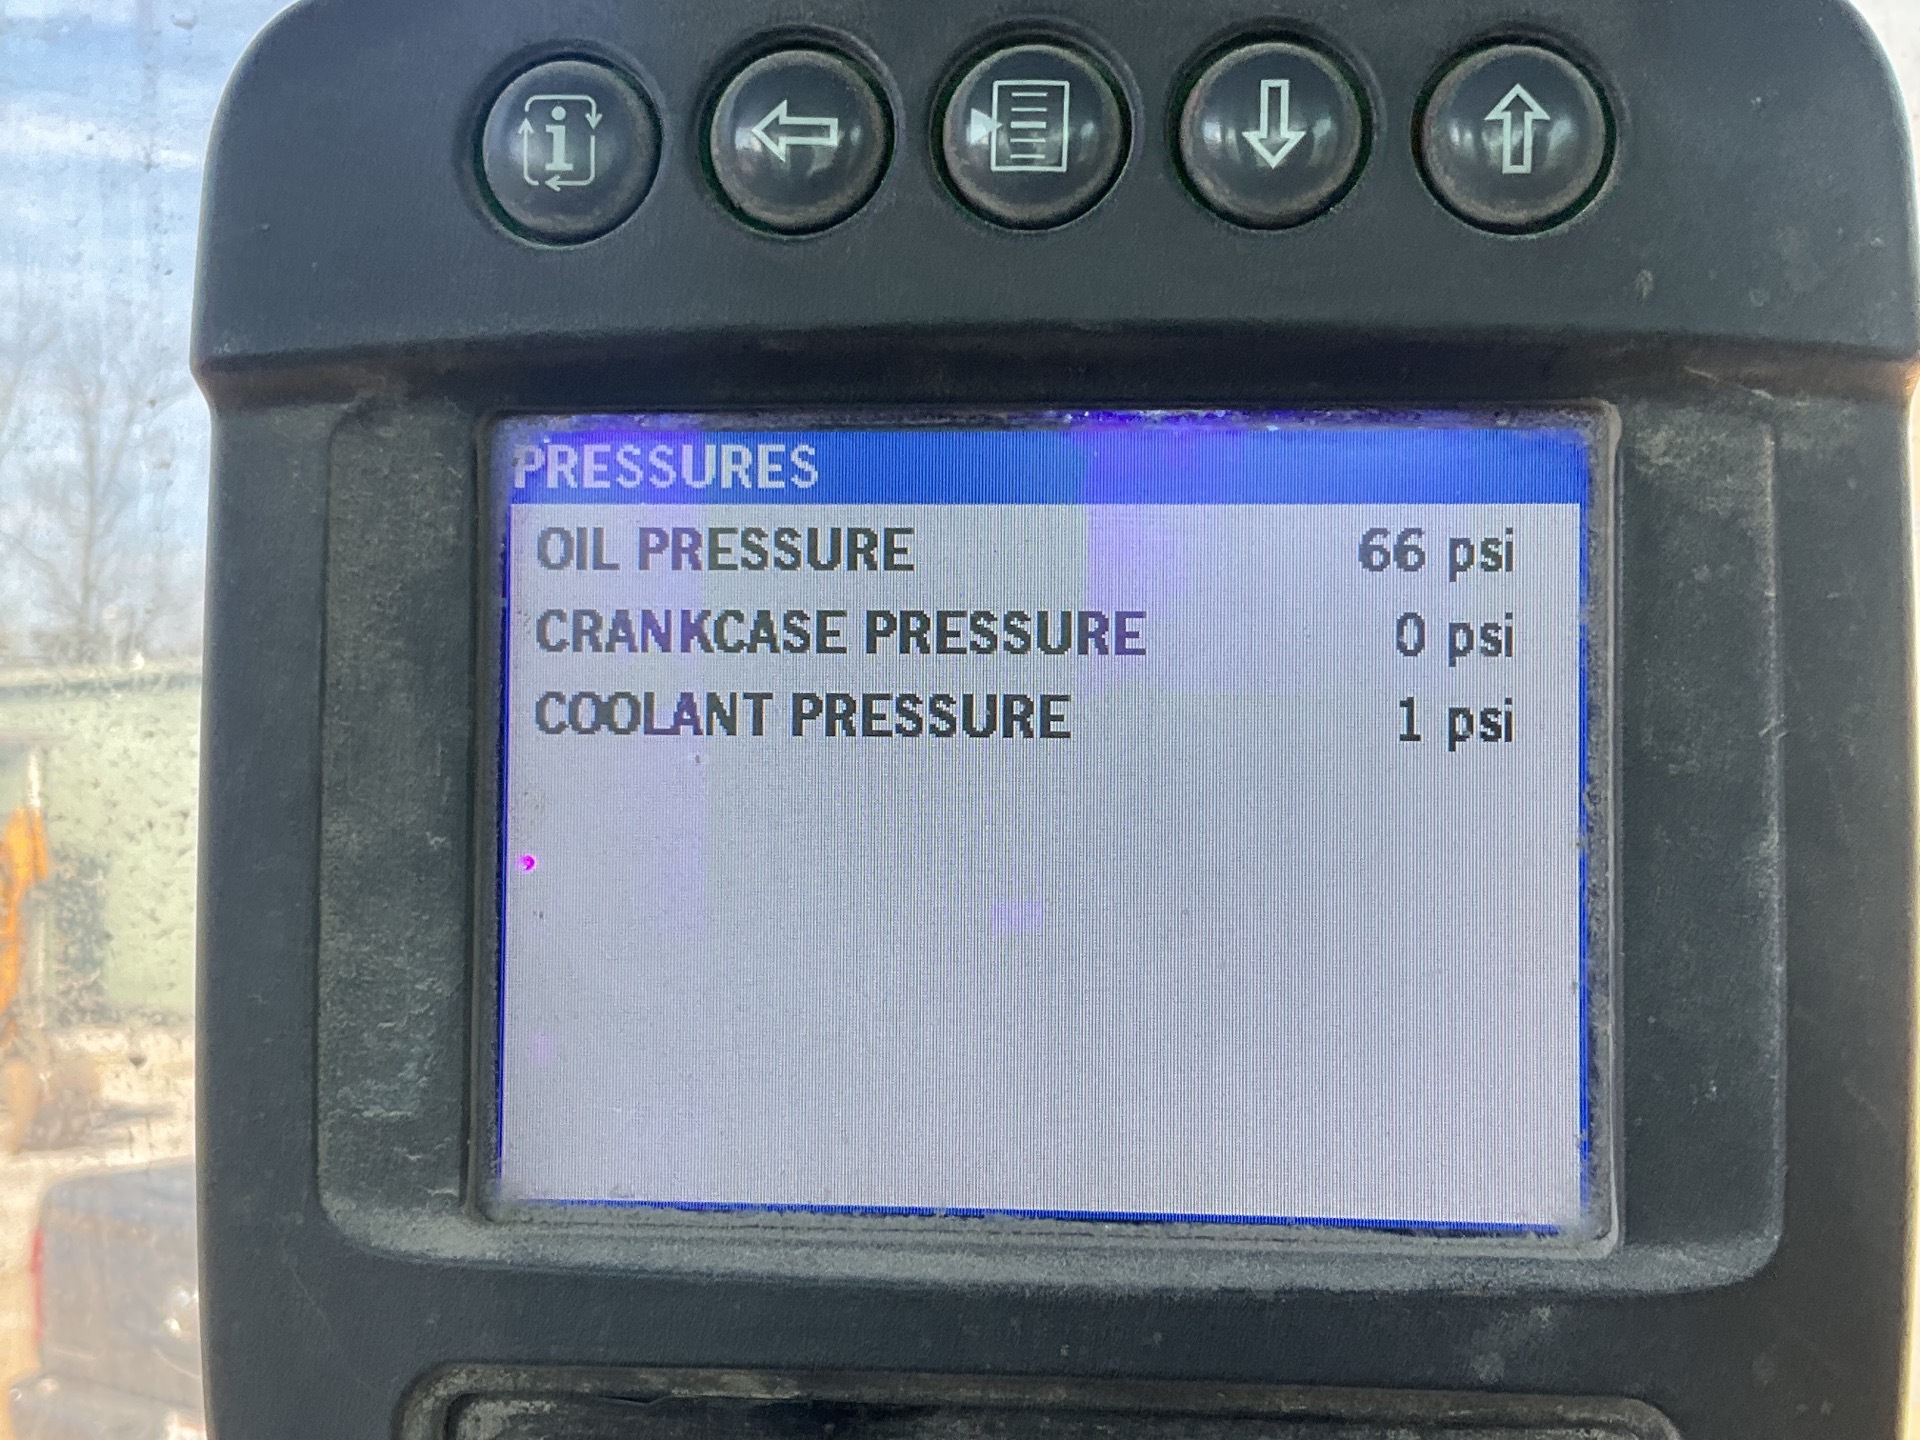 PRESSURES
OIL PRESSURE 66 psi
CRANKCASE PRESSURE 0 psi
COOLANT PRESSURE 1 psi